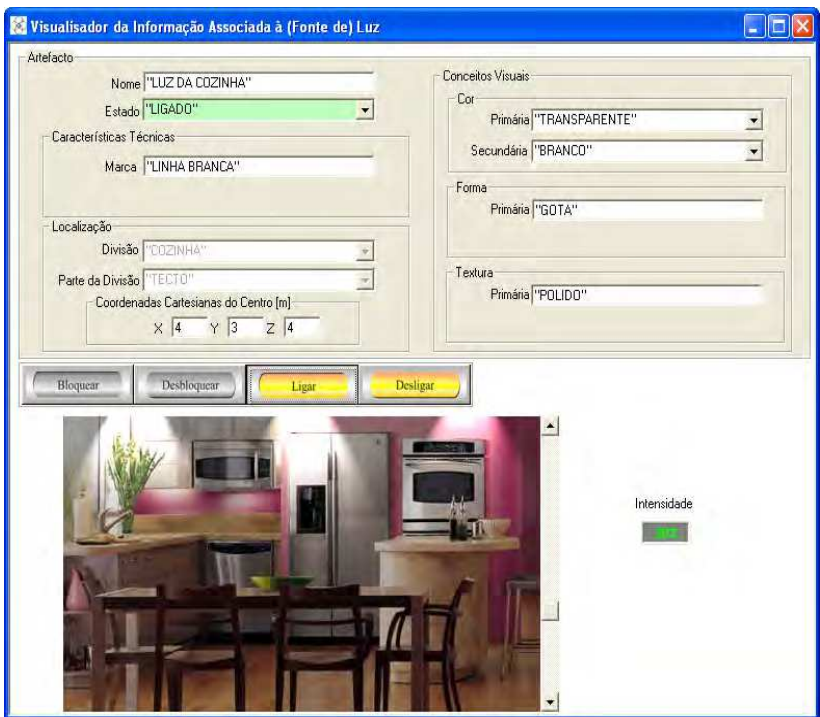 Visualisador da Informação Associada à (Fonte de) Luz
Artefacto
Nome "LUZ DA COZINHA"
Estado "LIGADO"
Características Técnicas
Marca "LINHA BRANCA"
Localização
Divisão "COZINHA"
Parte da Divisão "TECTO"
Coordenadas Cartesianas do Centro [m]
X 4 Y 3 Z 4
Conceitos Visuais
Cor
Primária "TRANSPARENTE"
Secundária "BRANCO"
Forma
Primária "GOTA"
Textura
Primária "POLIDO"
Bloquear Desbloquear Ligar Desligar
Intensidade